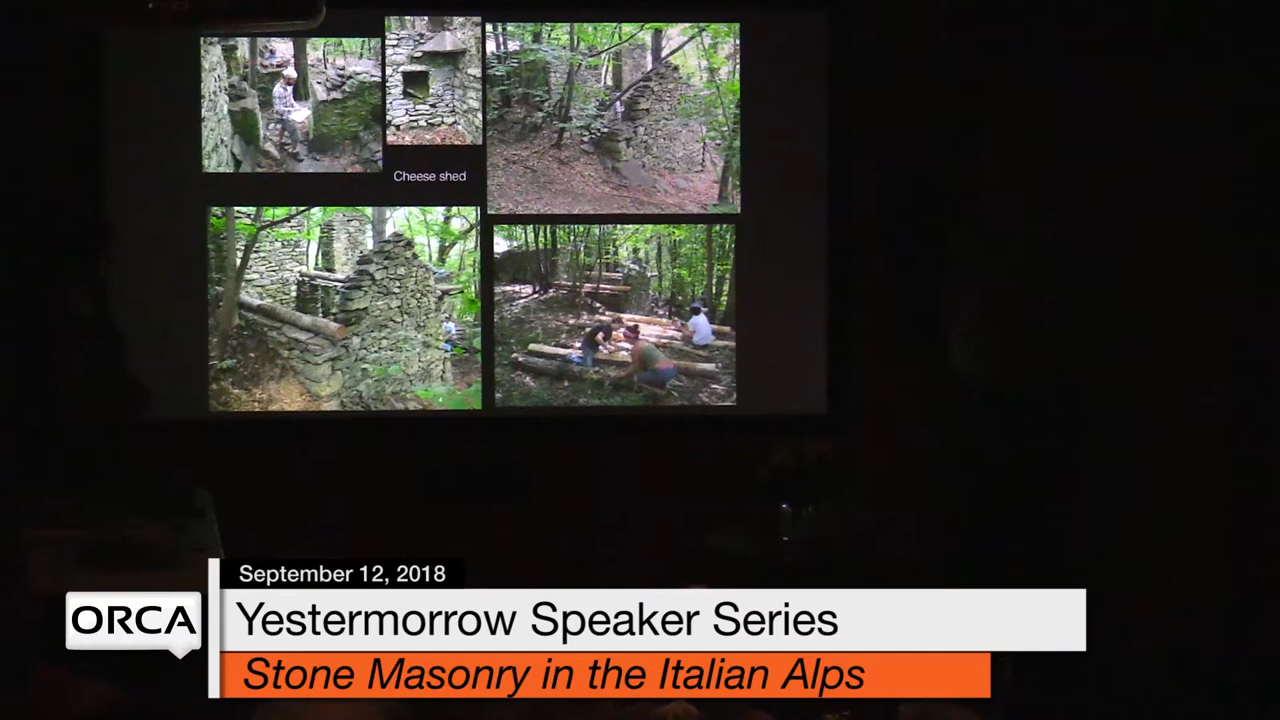 Cheese shed
September 12, 2018
ORCA
Yestermorrow Speaker Series
Stone Masonry in the Italian Alps